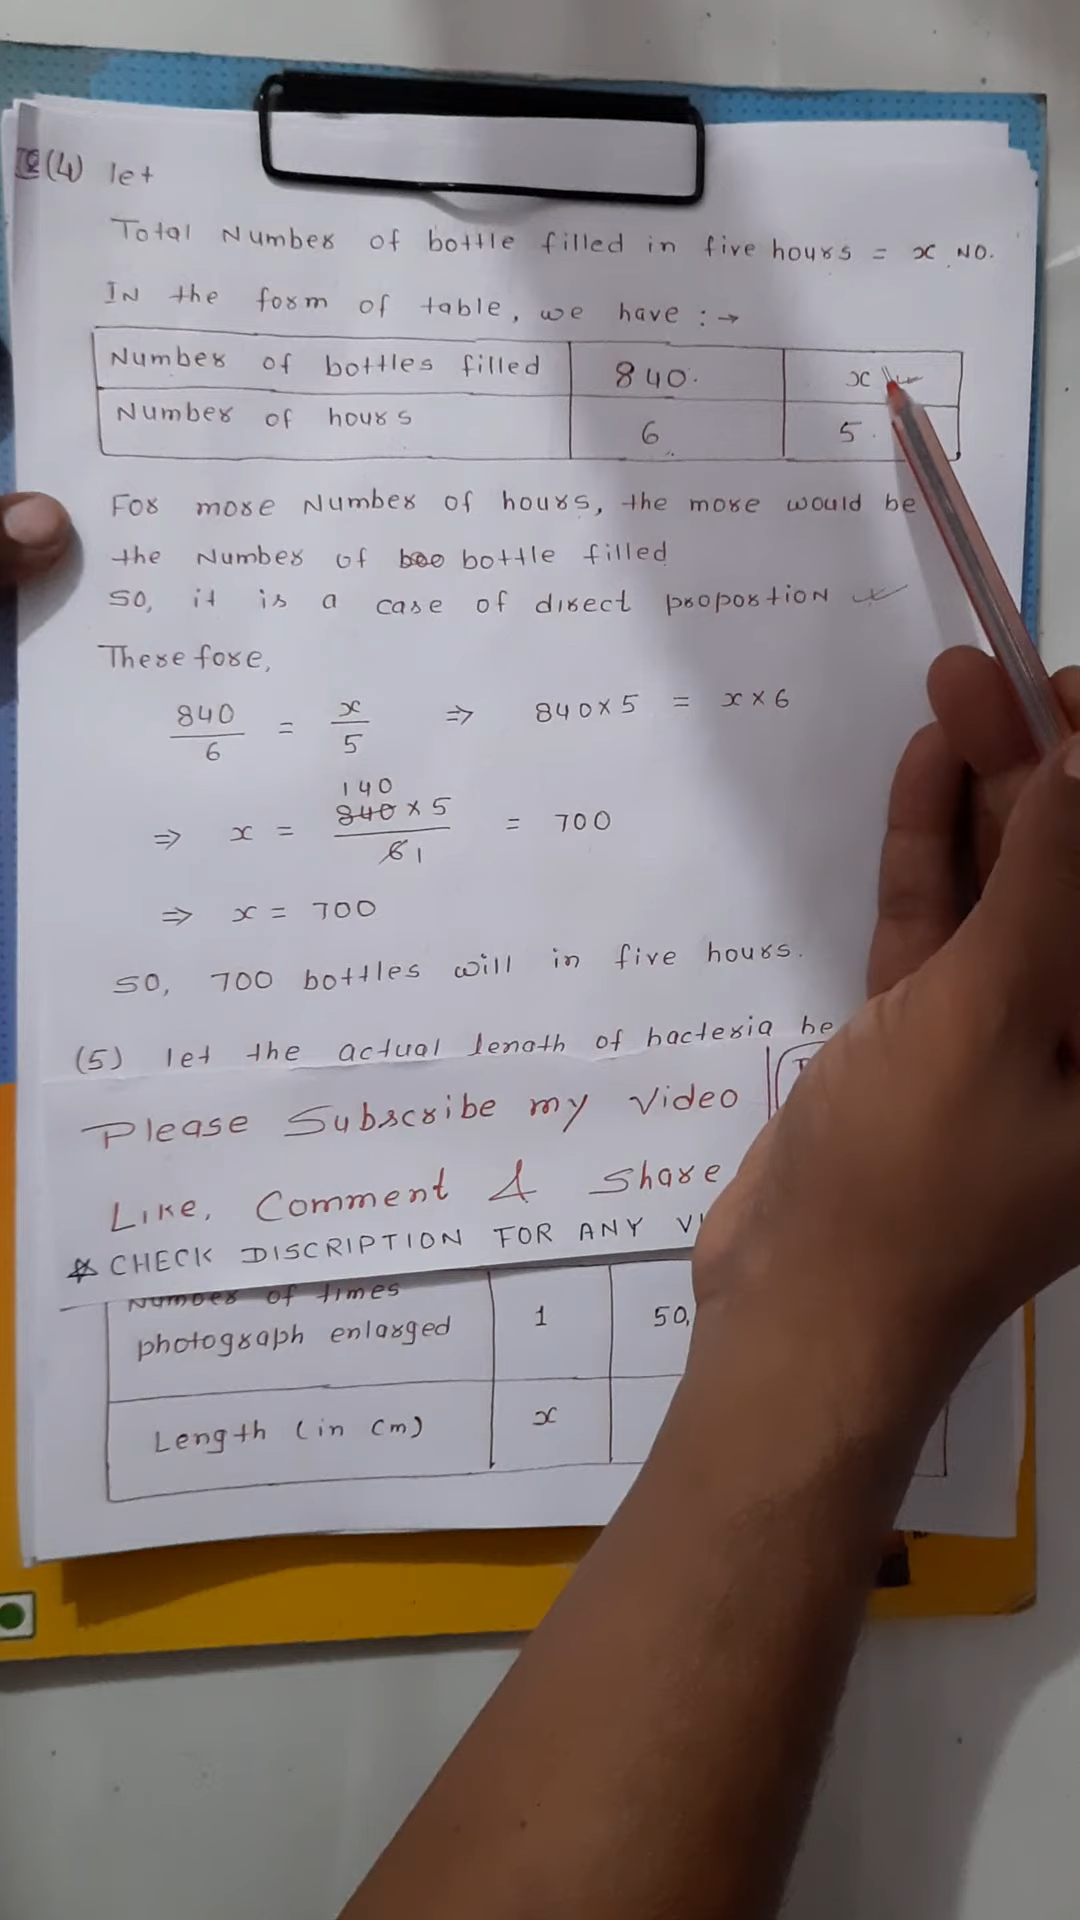 (4) let
Total Number of bottle filled in five hours = x NO.
IN the form of table, we have : →
Number of bottles filled 840. x
Number of hours 6 5.
For more Number of hours, the more would be
the Number of boo bottle filled
SO, it is a case of direct proportion
Therefore,
840/6 = x/5 ⇒ 840×5 = x×6
140
⇒ x = 840×5/6 1 = 700
⇒ x = 700
SO, 700 bottles will in five hours.
(5) let the actual length of bacteria be
Please Subscribe my video
Like, Comment & Share
* CHECK DISCRIPTION FOR ANY
Number of times
photograph enlarged 1 50,
Length (in cm) x